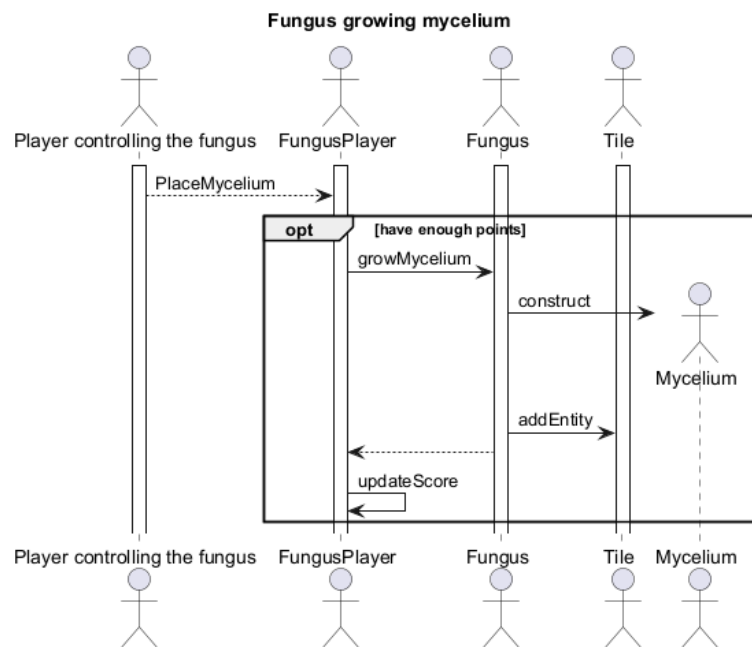 Fungus growing mycelium
Player controlling the fungus
FungusPlayer
Fungus
Tile
PlaceMycelium
opt
[have enough points]
growMycelium
construct
Mycelium
addEntity
updateScore
Player controlling the fungus
FungusPlayer
Fungus
Tile
Mycelium